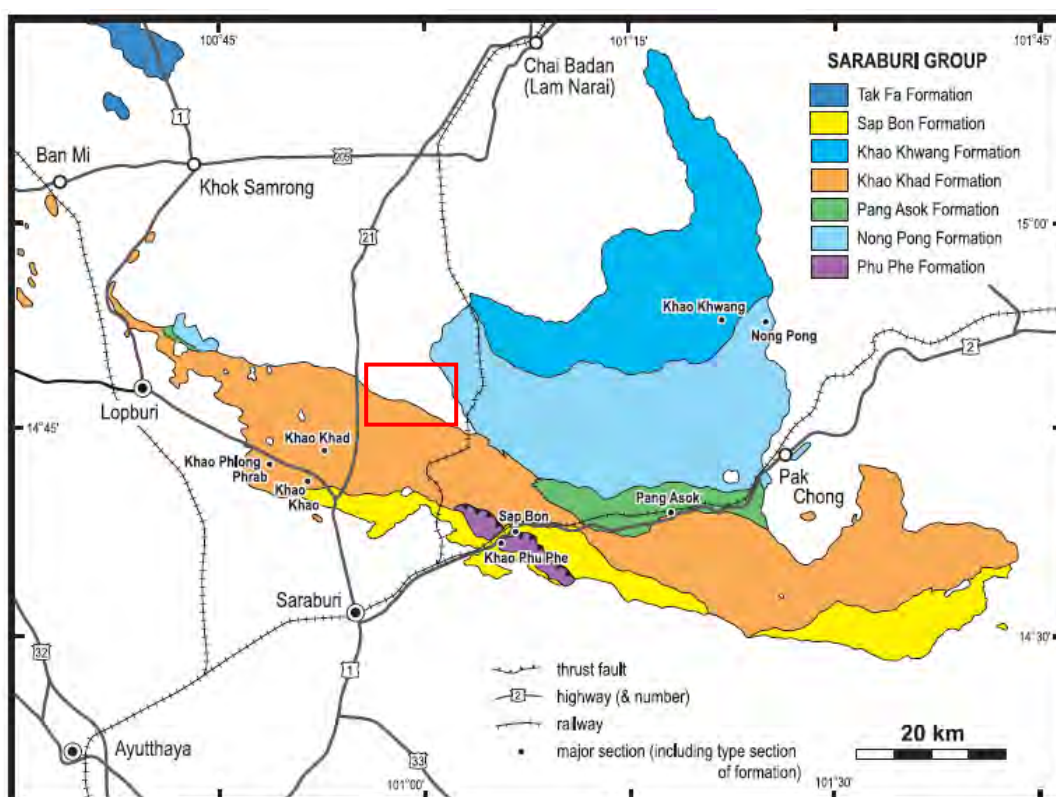 100°45'
101°15'
101°45'
Chai Badan
(Lam Narai)
1
Ban Mi
205
Khok Samrong
21
SARABURI GROUP
Tak Fa Formation
Sap Bon Formation
Khao Khwang Formation
Khao Khad Formation
Pang Asok Formation
Nong Pong Formation
Phu Phe Formation
15°00'
Khao Khwang
Nong Pong
2
Lopburi
14°45'
Khao Khad
Khao Phlong
Phrab
Khao
Khao
Pak
Chong
Pang Asok
Sap Bon
Khao Phu Phe
Saraburi
14°30'
32
1
thrust fault
2
highway (& number)
railway
major section (including type section
of formation)
20 km
Ayutthaya
33
101°00'
101°30'